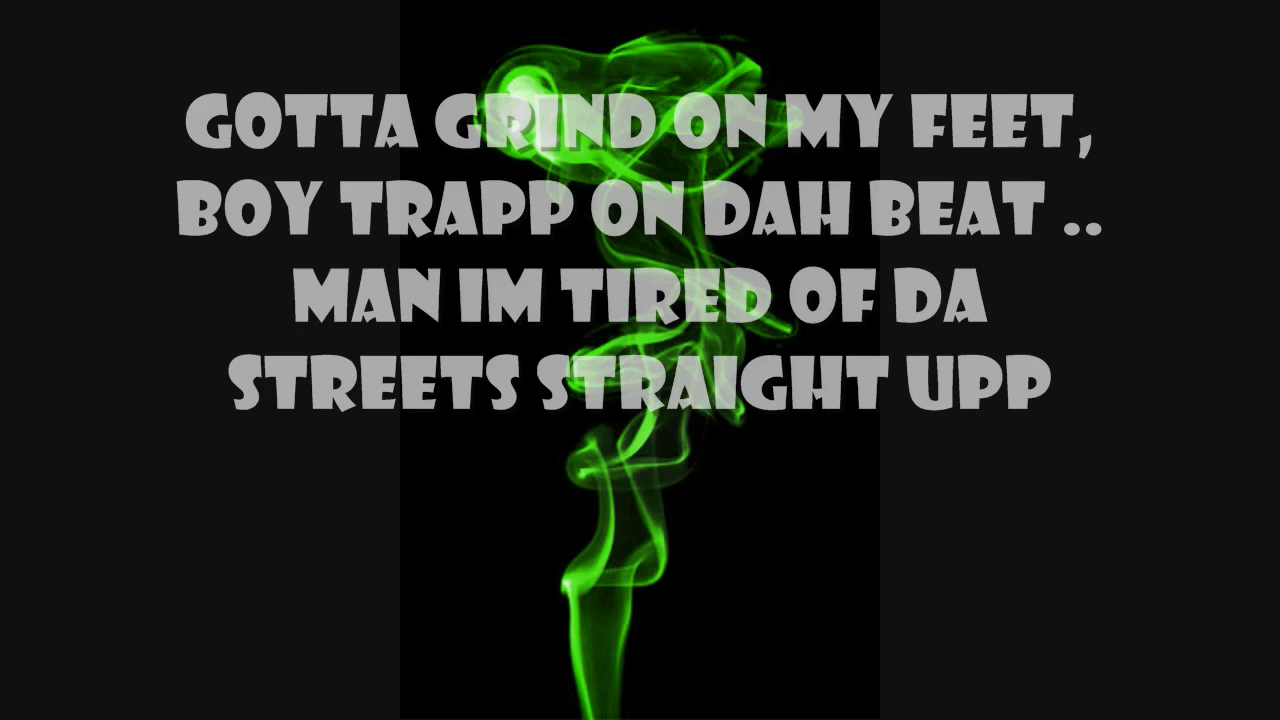 GOTTA GRIND ON MY FEET,
BOY TRAPP ON DAH BEAT ..
MAN IM TIRED OF DA
STREETS STRAIGHT UPP